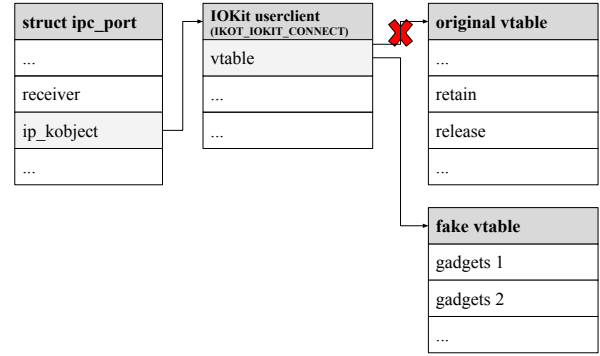 struct ipc_port
...
receiver
ip_kobject
...
IOKit userclient
(IKOT_IOKIT_CONNECT)
vtable
...
...
original vtable
...
retain
release
...
fake vtable
gadgets 1
gadgets 2
...